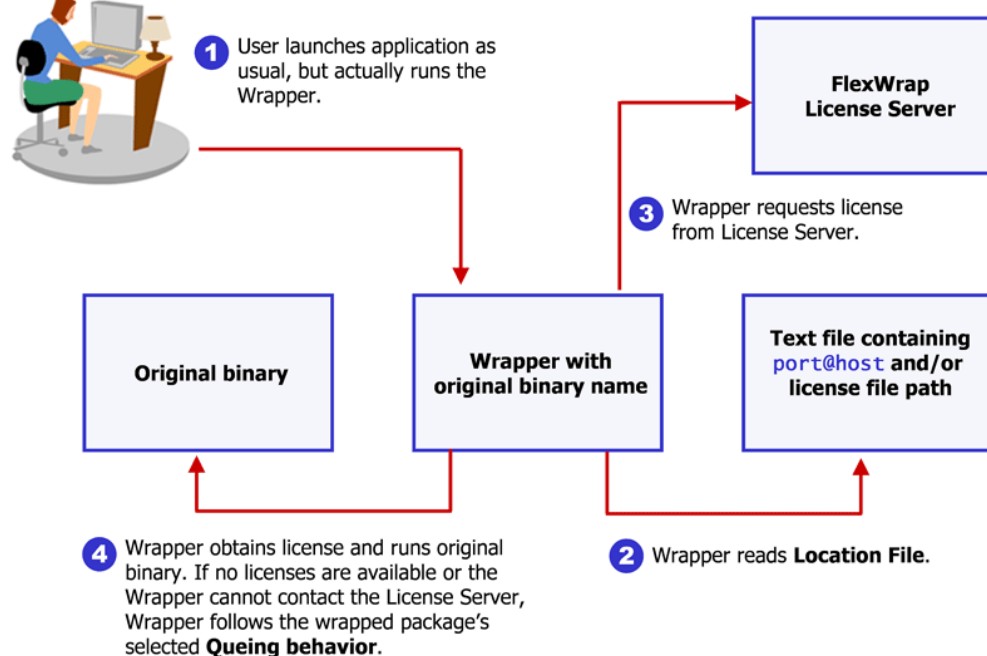 1 User launches application as
usual, but actually runs the
Wrapper.
FlexWrap
License Server
3 Wrapper requests license
from License Server.
Original binary
Wrapper with
original binary name
Text file containing
port@host and/or
license file path
4 Wrapper obtains license and runs original
binary. If no licenses are available or the
Wrapper cannot contact the License Server,
Wrapper follows the wrapped package's
selected Queing behavior.
2 Wrapper reads Location File.